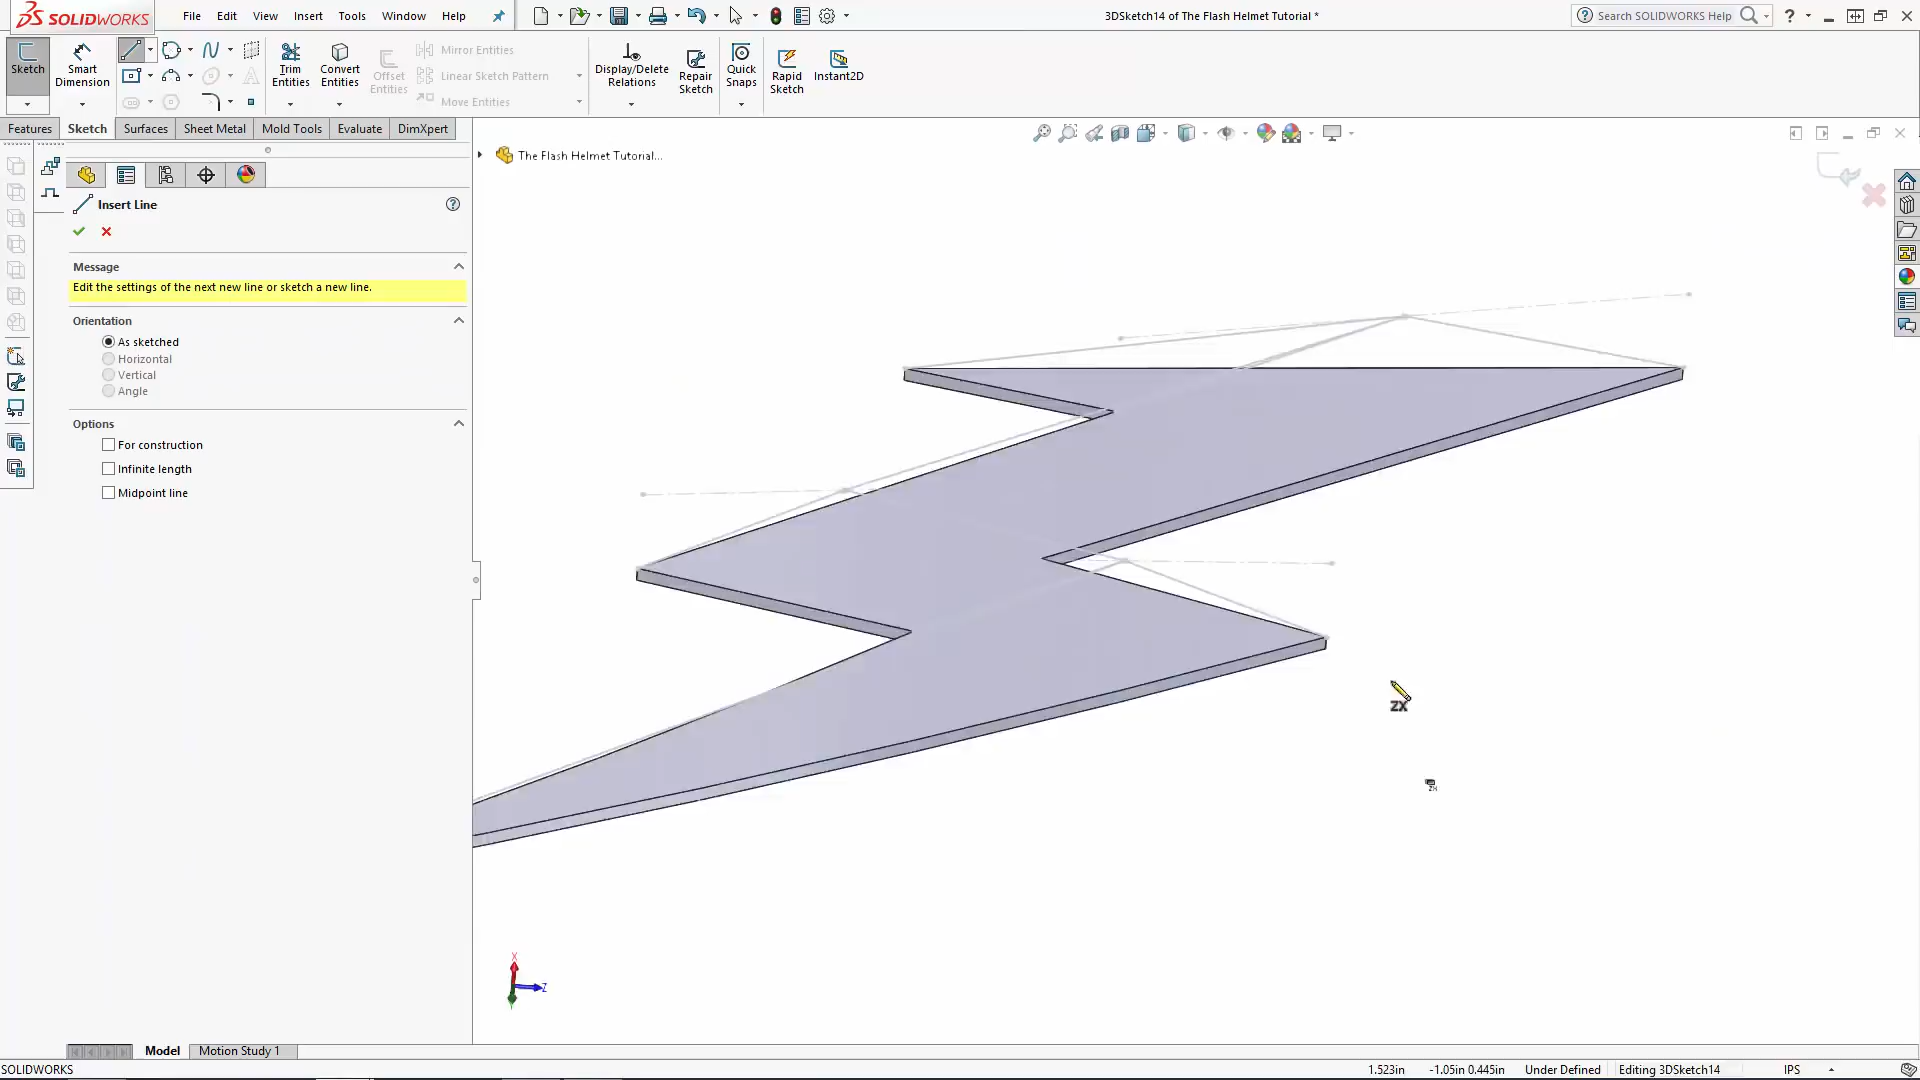 SOLIDWORKS
File Edit View Insert Tools Window Help
3DSketch14 of The Flash Helmet Tutorial *
Search SOLIDWORKS Help
?
Sketch
Smart Dimension
Trim Entities
Convert Entities
Offset Entities
Mirror Entities
Linear Sketch Pattern
Move Entities
Display/Delete Relations
Repair Sketch
Quick Snaps
Rapid Sketch
Instant2D
Features Sketch Surfaces Sheet Metal Mold Tools Evaluate DimXpert
The Flash Helmet Tutorial...
Insert Line
?
Message
Edit the settings of the next new line or sketch a new line.
Orientation
As sketched
Horizontal
Vertical
Angle
Options
For construction
Infinite length
Midpoint line
ZX
X
Z
Model Motion Study 1
SOLIDWORKS
1.523in -1.05in 0.445in Under Defined Editing 3DSketch14 IPS